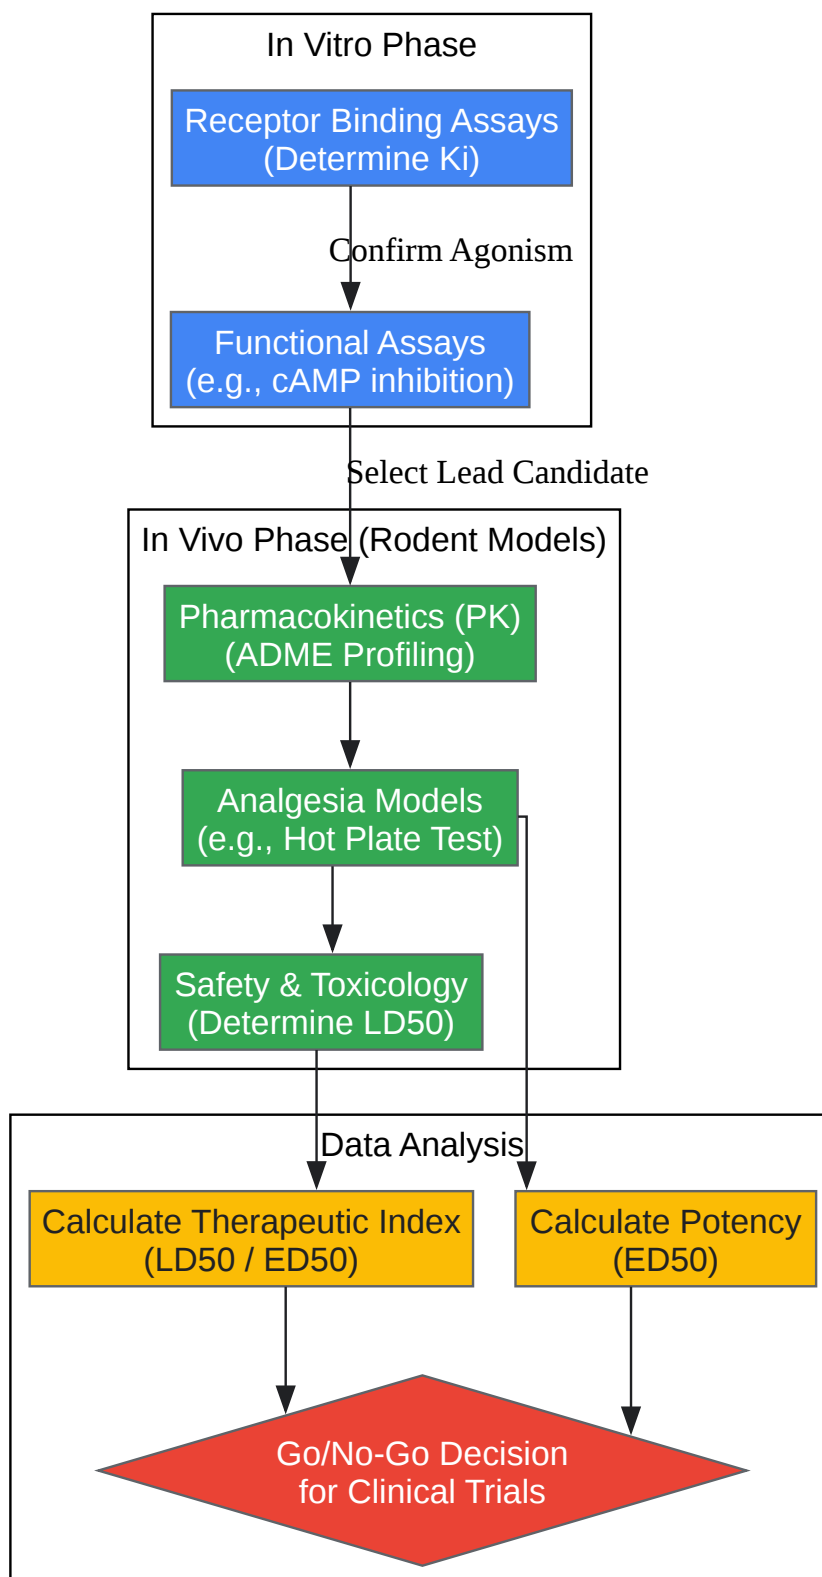 In Vitro Phase
Receptor Binding Assays
(Determine Ki)
Confirm Agonism
Functional Assays
(e.g., cAMP inhibition)
Select Lead Candidate
In Vivo Phase (Rodent Models)
Pharmacokinetics (PK)
(ADME Profiling)
Analgesia Models
(e.g., Hot Plate Test)
Safety & Toxicology
(Determine LD50)
Data Analysis
Calculate Therapeutic Index
(LD50 / ED50)
Calculate Potency
(ED50)
Go/No-Go Decision
for Clinical Trials